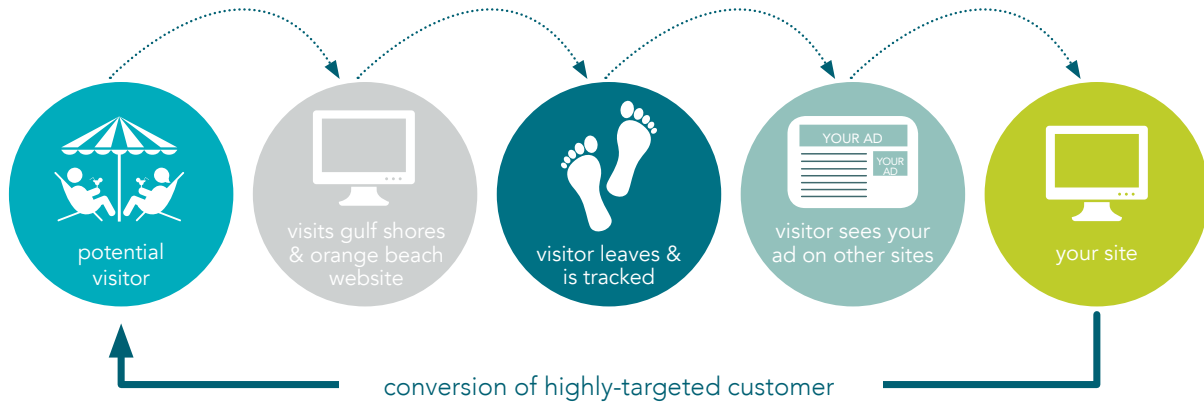 potential
visitor
visits gulf shores
& orange beach
website
visitor leaves &
is tracked
YOUR AD
YOUR
AD
visitor sees your
ad on other sites
your site
conversion of highly-targeted customer